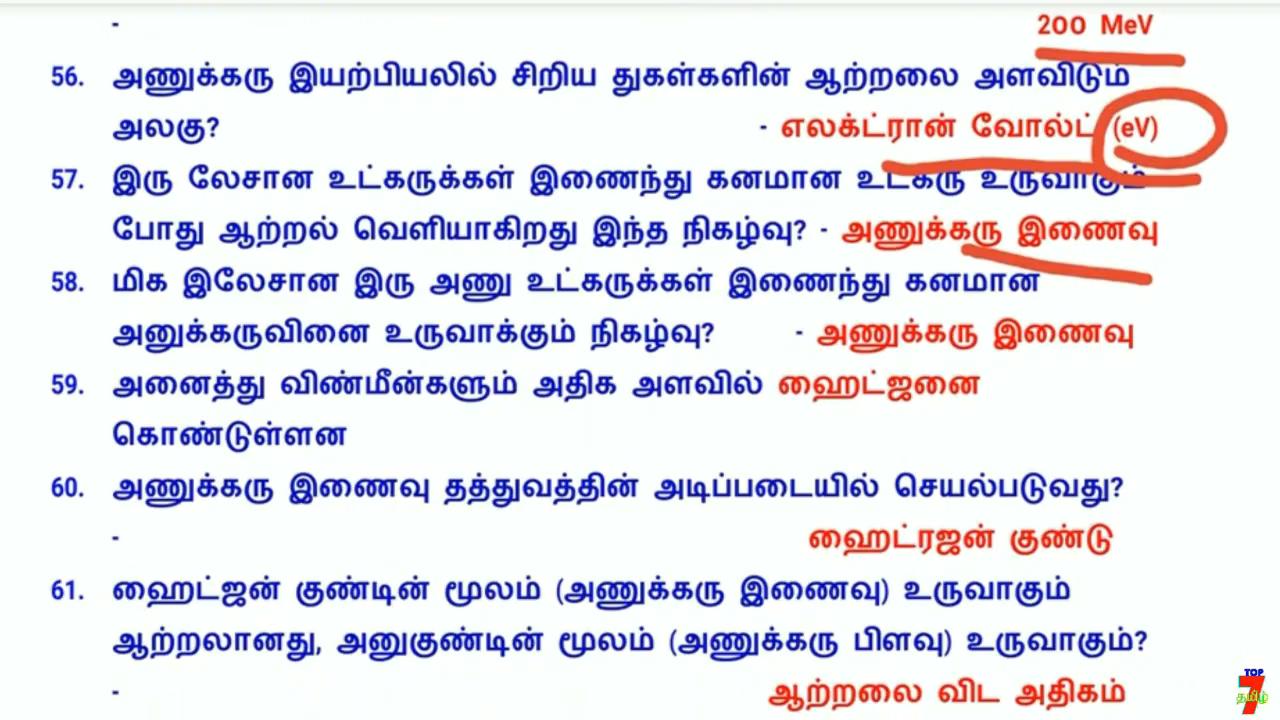 - 200 MeV
56. அணுக்கரு இயற்பியலில் சிறிய துகள்களின் ஆற்றலை அளவிடும்
அலகு? - எலக்ட்ரான் வோல்ட் (eV)
57. இரு லேசான உட்கருக்கள் இணைந்து கனமான உட்கரு உருவாகும்
போது ஆற்றல் வெளியாகிறது இந்த நிகழ்வு? - அணுக்கரு இணைவு
58. மிக இலேசான இரு அணு உட்கருக்கள் இணைந்து கனமான
அனுக்கருவினை உருவாக்கும் நிகழ்வு? - அணுக்கரு இணைவு
59. அனைத்து விண்மீன்களும் அதிக அளவில் ஹைட்ஜனை
கொண்டுள்ளன
60. அணுக்கரு இணைவு தத்துவத்தின் அடிப்படையில் செயல்படுவது?
- ஹைட்ரஜன் குண்டு
61. ஹைட்ஜன் குண்டின் மூலம் (அணுக்கரு இணைவு) உருவாகும்
ஆற்றலானது, அனுகுண்டின் மூலம் (அணுக்கரு பிளவு) உருவாகும்?
- ஆற்றலை விட அதிகம்
TOP
7
தமிழ்